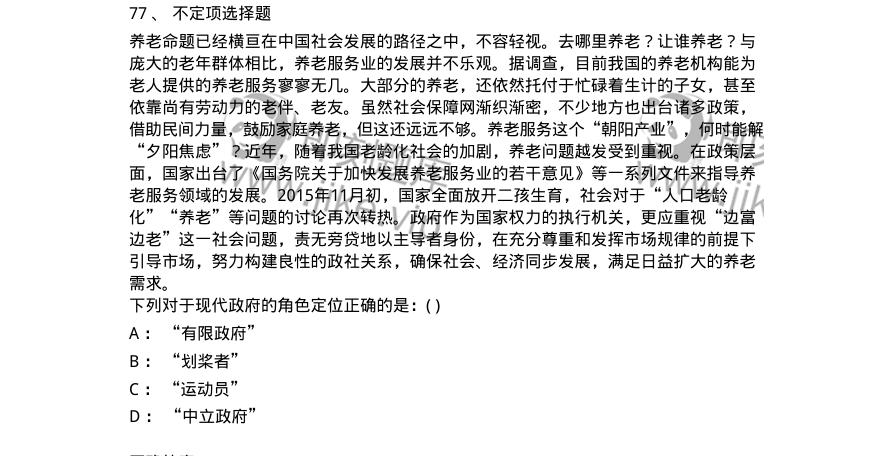 77 、 不定项选择题
养老命题已经横亘在中国社会发展的路径之中，不容轻视。去哪里养老？让谁养老？与
庞大的老年群体相比，养老服务业的发展并不乐观。据调查，目前我国的养老机构能为
老人提供的养老服务寥寥无几。大部分的养老，还依然托付于忙碌着生计的子女，甚至
依靠尚有劳动力的老伴、老友。虽然社会保障网渐织渐密，不少地方也出台诸多政策，
借助民间力量，鼓励家庭养老，但这还远远不够。养老服务这个“朝阳产业”，何时能解
“夕阳焦虑”？近年，随着我国老龄化社会的加剧，养老问题越发受到重视。在政策层
面，国家出台了《国务院关于加快发展养老服务业的若干意见》等一系列文件来指导养
老服务领域的发展。2015年11月初，国家全面放开二孩生育，社会对于“人口老龄
化”“养老”等问题的讨论再次转热。政府作为国家权力的执行机关，更应重视“边富
边老”这一社会问题，责无旁贷地以主导者身份，在充分尊重和发挥市场规律的前提下
引导市场，努力构建良性的政社关系，确保社会、经济同步发展，满足日益扩大的养老
需求。
下列对于现代政府的角色定位正确的是：( )
A ： “有限政府”
B ： “划桨者”
C ： “运动员”
D ： “中立政府”